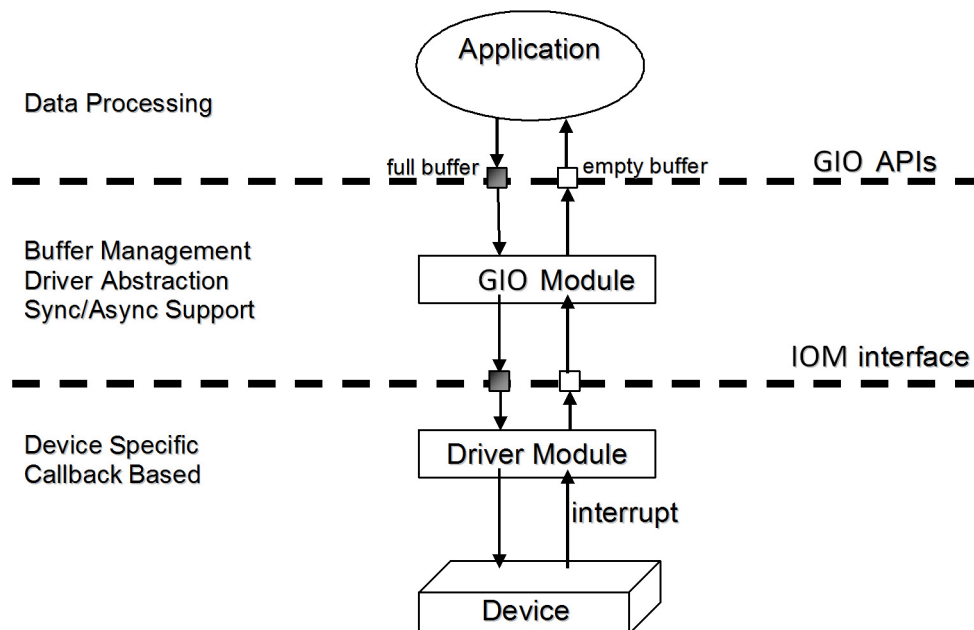 Application
Data Processing
full buffer
empty buffer
GIO APIs
Buffer Management
Driver Abstraction
Sync/Async Support
GIO Module
IOM interface
Device Specific
Callback Based
Driver Module
interrupt
Device